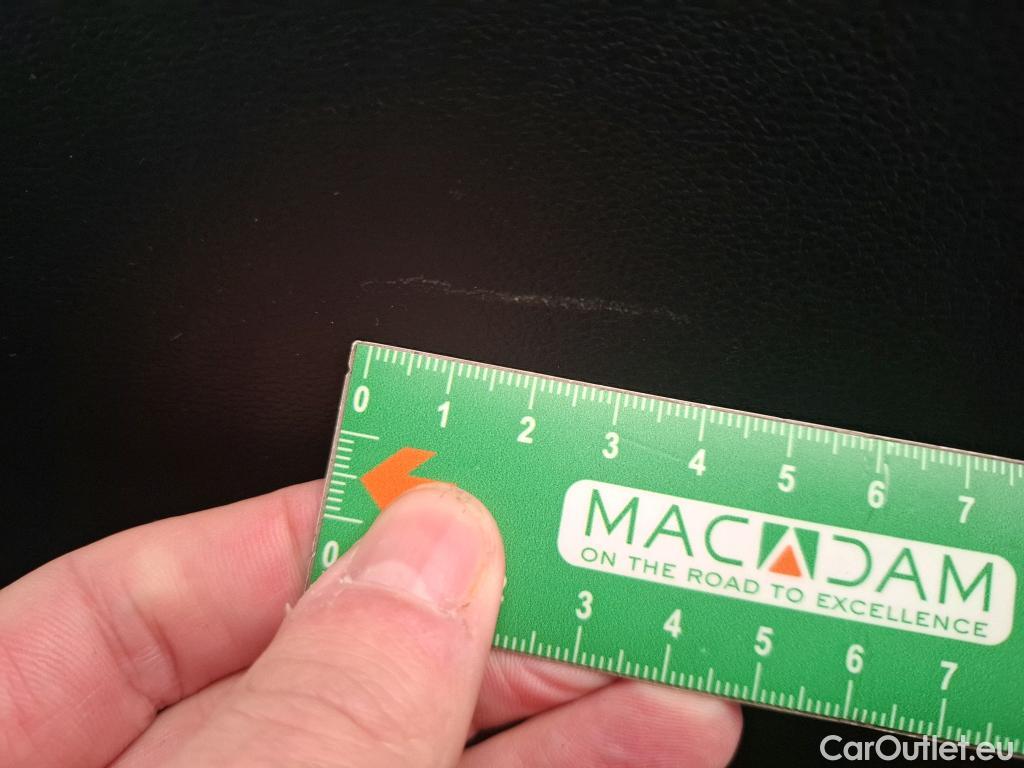 0 1 2 3 4 5 6 7
MACADAM
ON THE ROAD TO EXCELLENCE
0 3 4 5 6 7
CarOutlet.eu